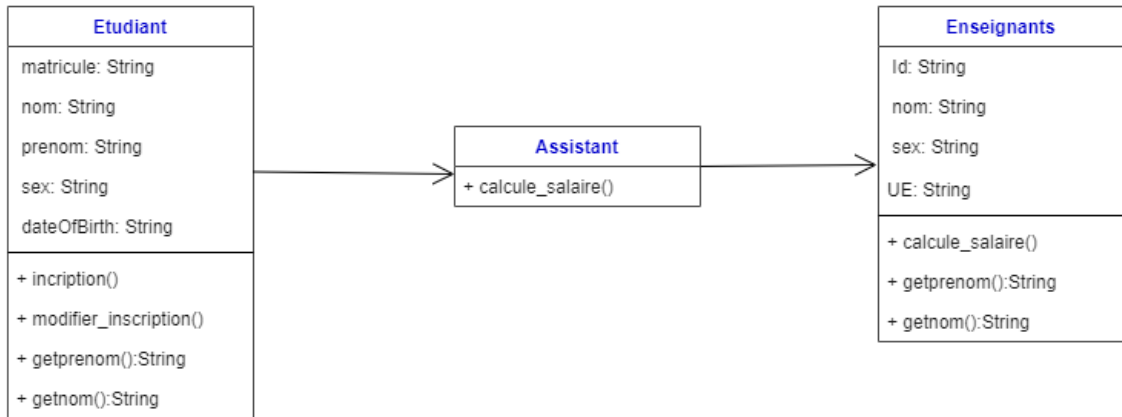 Etudiant
matricule: String
nom: String
prenom: String
sex: String
dateOfBirth: String
+ incription()
+ modifier_inscription()
+ getprenom():String
+ getnom():String
Assistant
+ calcule_salaire()
Enseignants
Id: String
nom: String
sex: String
UE: String
+ calcule_salaire()
+ getprenom():String
+ getnom():String